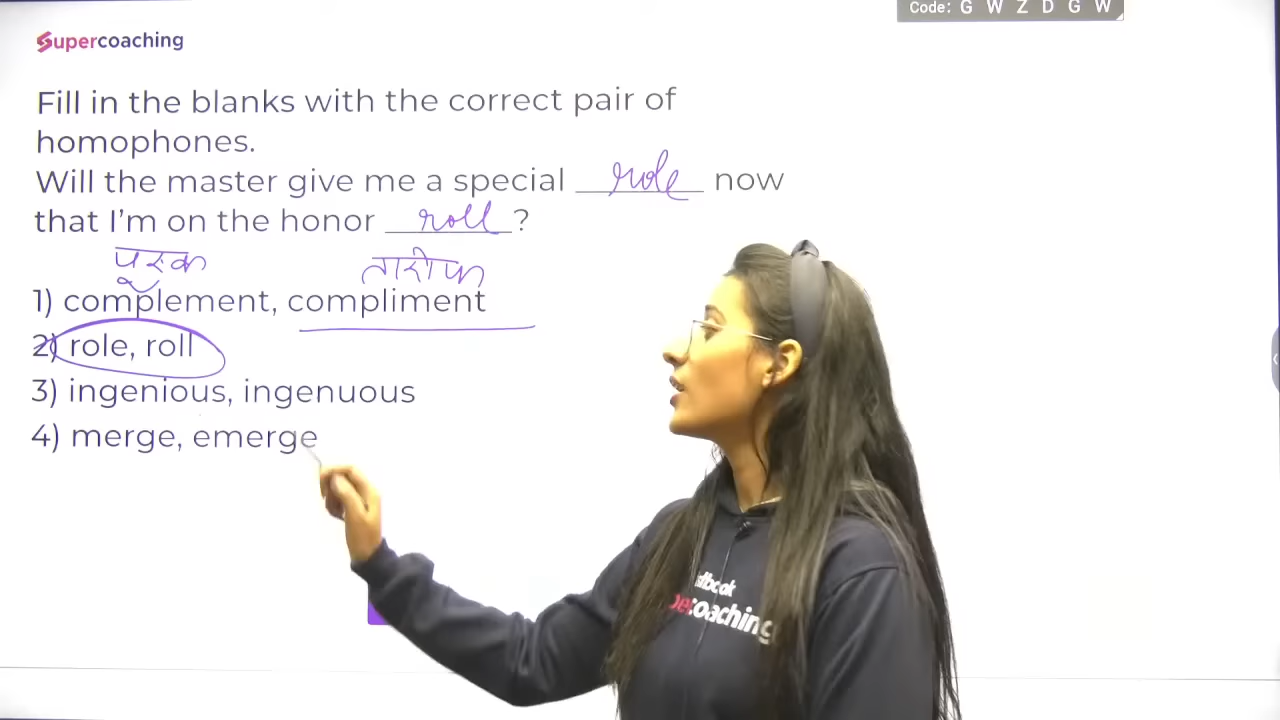 Code: G W Z D G W
Supercoaching
Fill in the blanks with the correct pair of
homophones.
Will the master give me a special role now
that I'm on the honor roll?
पूरक तारीफ
1) complement, compliment
2) role, roll
3) ingenious, ingenuous
4) merge, emerge
coaching